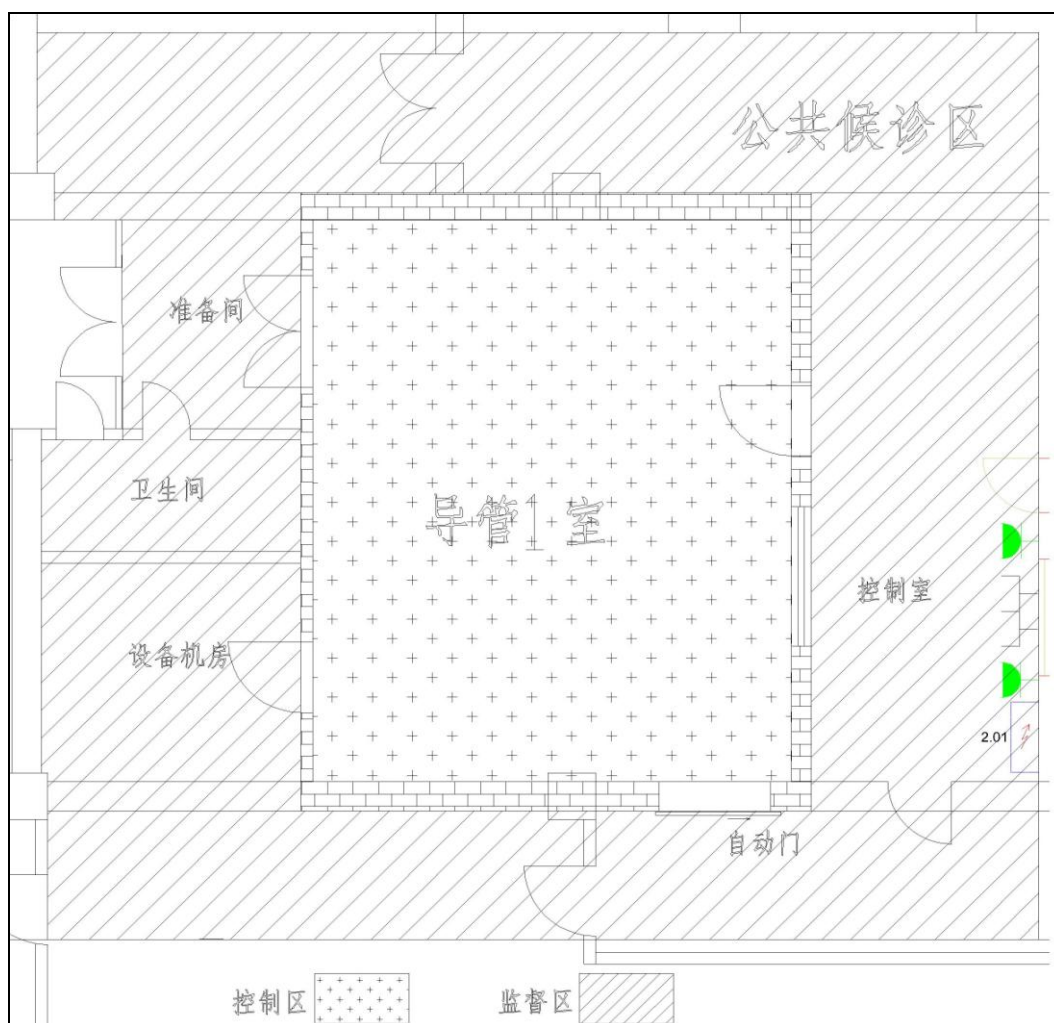 公共候诊区
准备间
卫生间
导管1室
控制室
设备机房
2.01
自动门
控制区
监督区